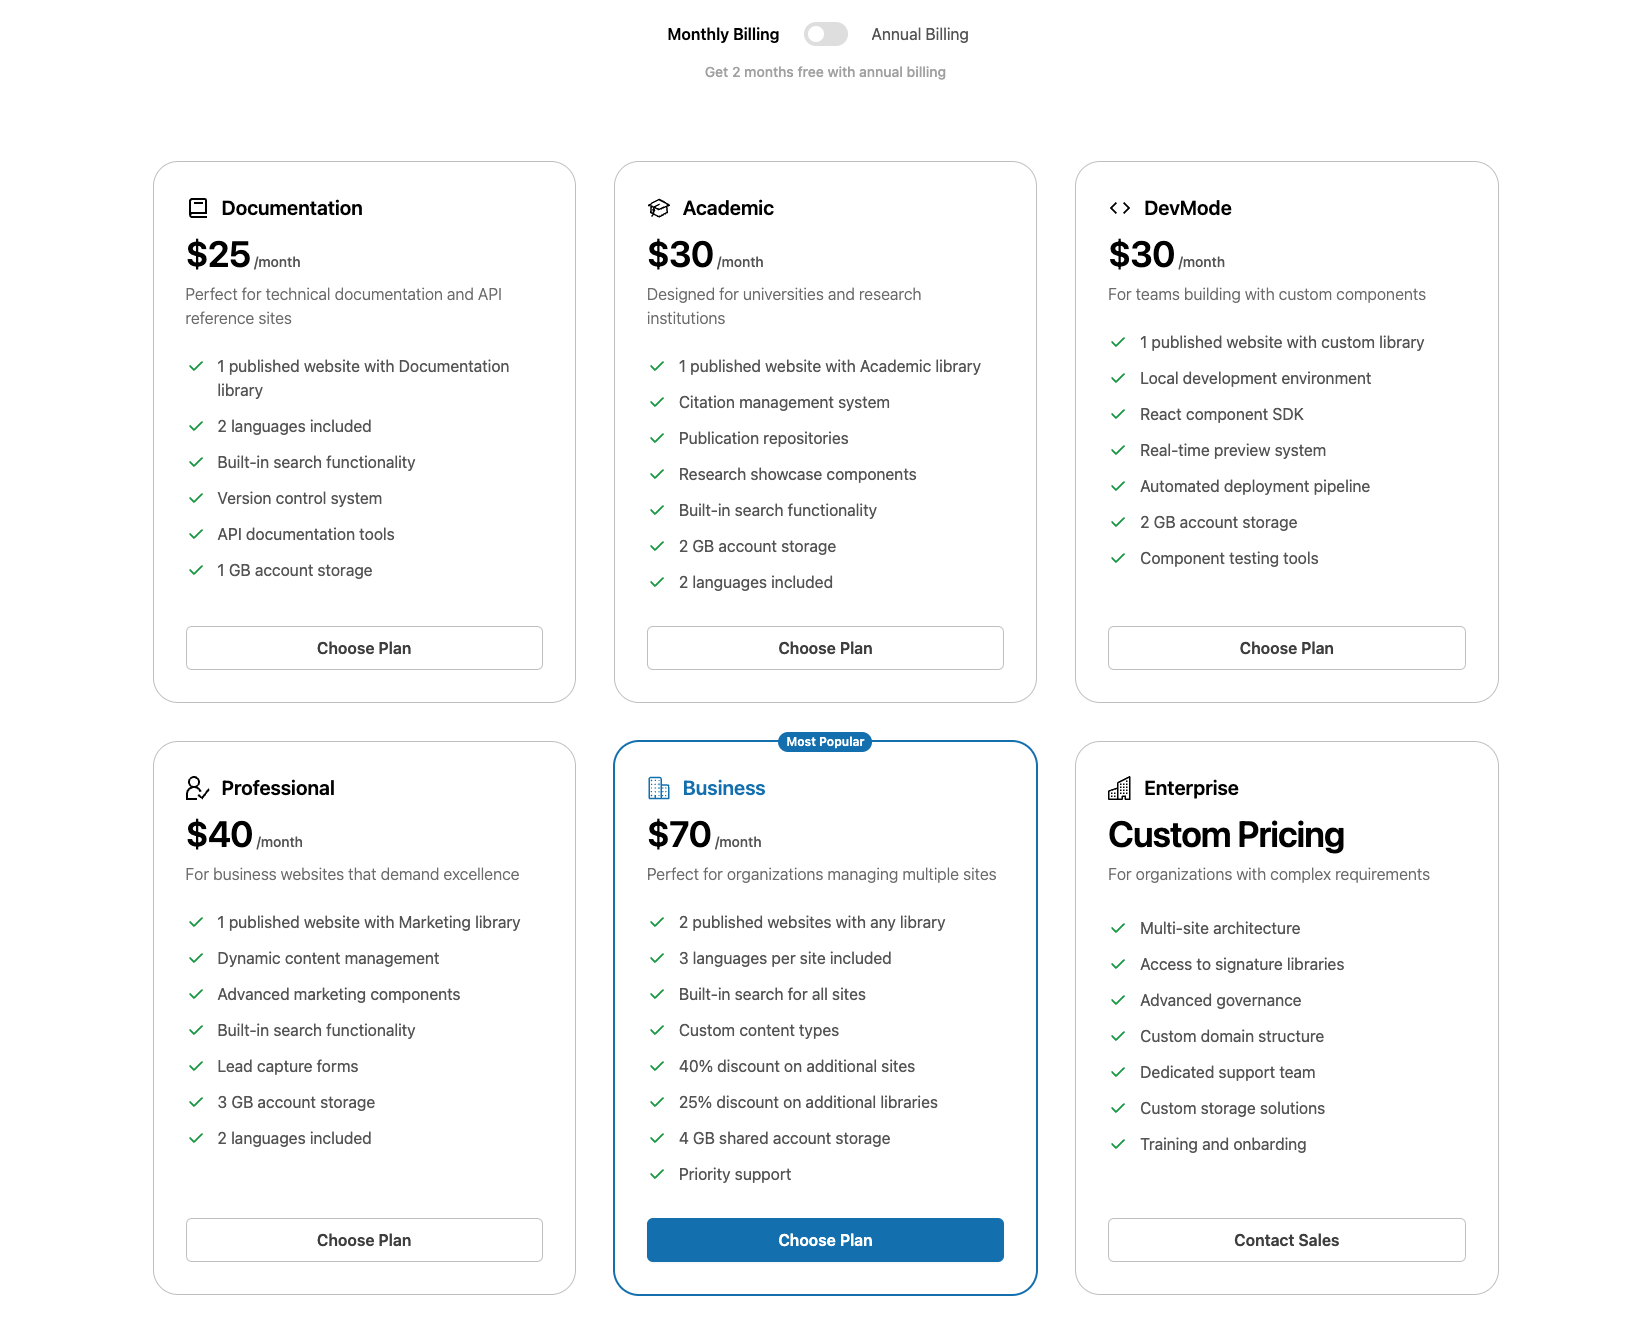 Monthly Billing
Annual Billing
Get 2 months free with annual billing
Documentation
$25 /month
Perfect for technical documentation and API
reference sites
1 published website with Documentation
library
2 languages included
Built-in search functionality
Version control system
API documentation tools
1 GB account storage
Choose Plan
Academic
$30 /month
Designed for universities and research
institutions
1 published website with Academic library
Citation management system
Publication repositories
Research showcase components
Built-in search functionality
2 GB account storage
2 languages included
Choose Plan
DevMode
$30 /month
For teams building with custom components
1 published website with custom library
Local development environment
React component SDK
Real-time preview system
Automated deployment pipeline
2 GB account storage
Component testing tools
Choose Plan
Professional
$40 /month
For business websites that demand excellence
1 published website with Marketing library
Dynamic content management
Advanced marketing components
Built-in search functionality
Lead capture forms
3 GB account storage
2 languages included
Choose Plan
Most Popular
Business
$70 /month
Perfect for organizations managing multiple sites
2 published websites with any library
3 languages per site included
Built-in search for all sites
Custom content types
40% discount on additional sites
25% discount on additional libraries
4 GB shared account storage
Priority support
Choose Plan
Enterprise
Custom Pricing
For organizations with complex requirements
Multi-site architecture
Access to signature libraries
Advanced governance
Custom domain structure
Dedicated support team
Custom storage solutions
Training and onbarding
Contact Sales